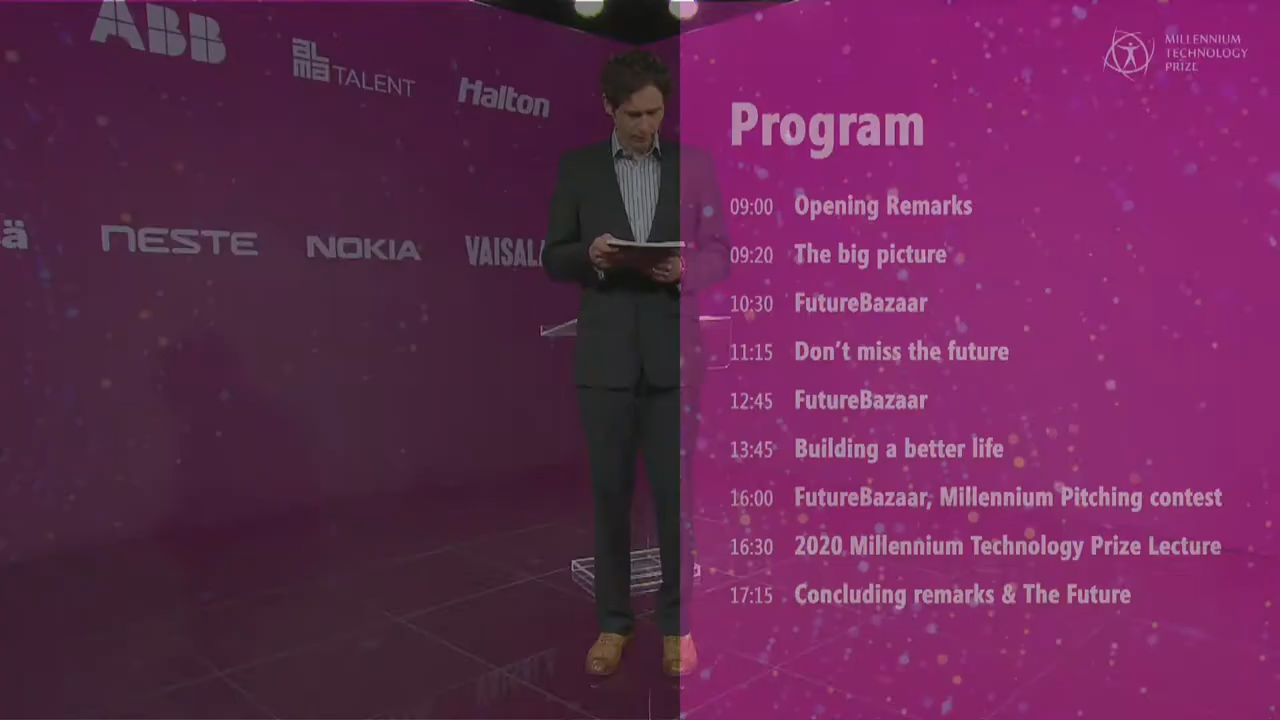 ABB
ALMA TALENT
Halton
ä
NESTE
NOKIA
MILLENNIUM
TECHNOLOGY
PRIZE
Program
09:00 Opening Remarks
09:20 The big picture
10:30 FutureBazaar
11:15 Don't miss the future
12:45 FutureBazaar
13:45 Building a better life
16:00 FutureBazaar, Millennium Pitching contest
16:30 2020 Millennium Technology Prize Lecture
17:15 Concluding remarks & The Future